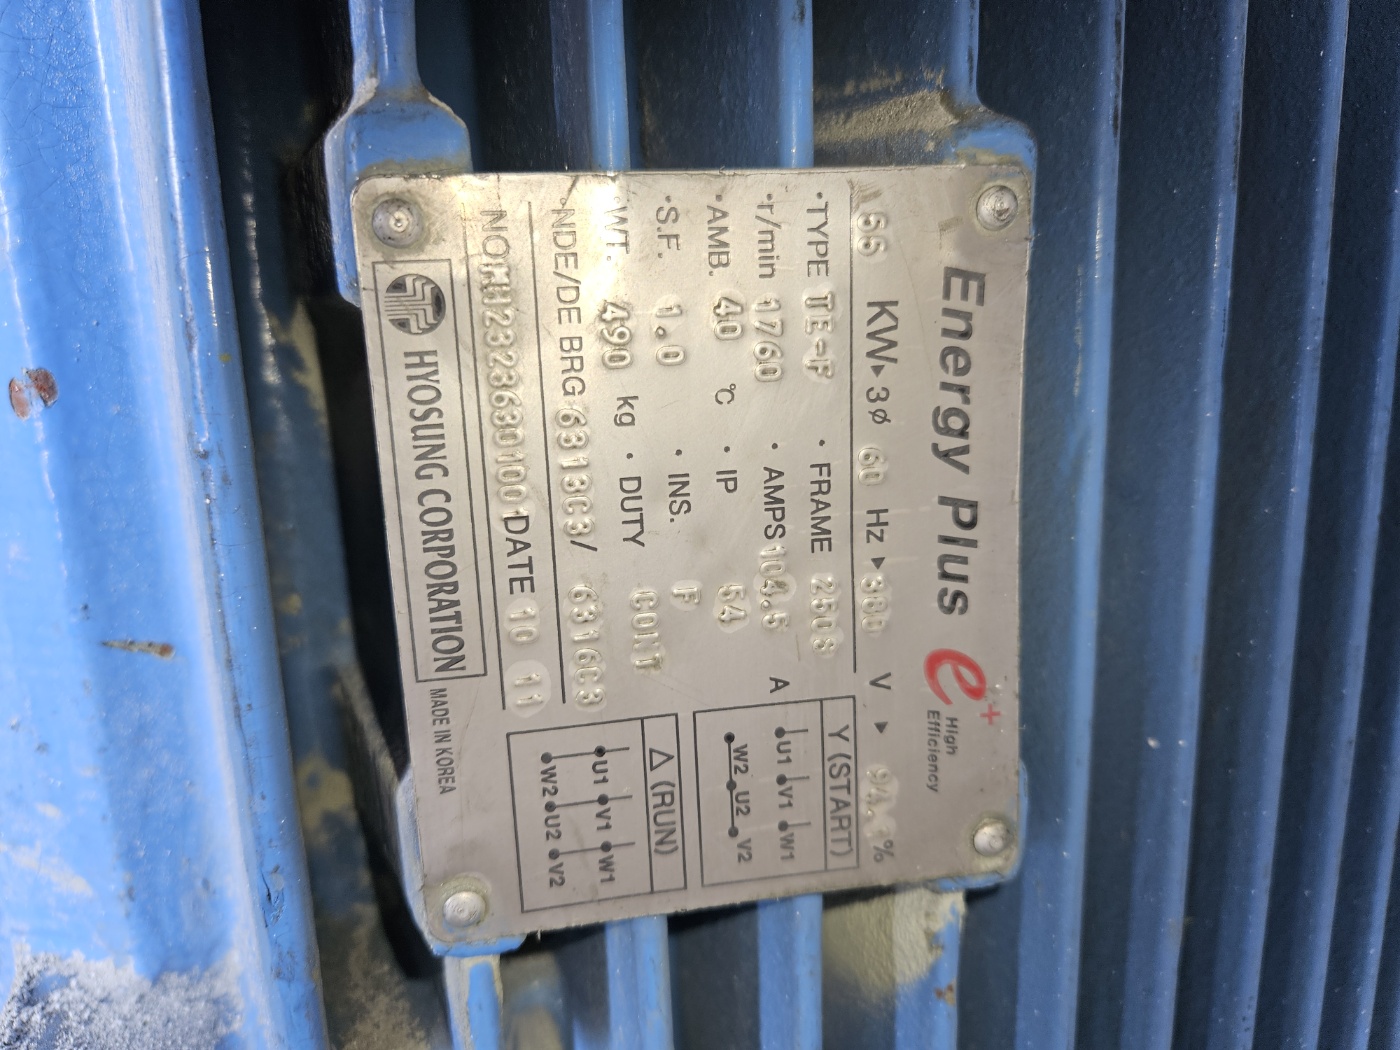 Energy Plus e+ High Efficiency
55 KW▸3ø 60 Hz▸380 V ▸ 94.1%
·TYPE TE-F · FRAME 250S
·r/min 1760 · AMPS 104.5 A
·AMB. 40 ℃ · IP 54
·S.F. 1.0 · INS. F
·WT. 490 kg · DUTY CONT
·NDE/DE BRG 6313C3/ 6316C3
NO. DATE 10 11
HYOSUNG CORPORATION MADE IN KOREA
Y (START)
U1 V1 W1
W2 U2 V2
Δ (RUN)
U1 V1 W1
W2 U2 V2